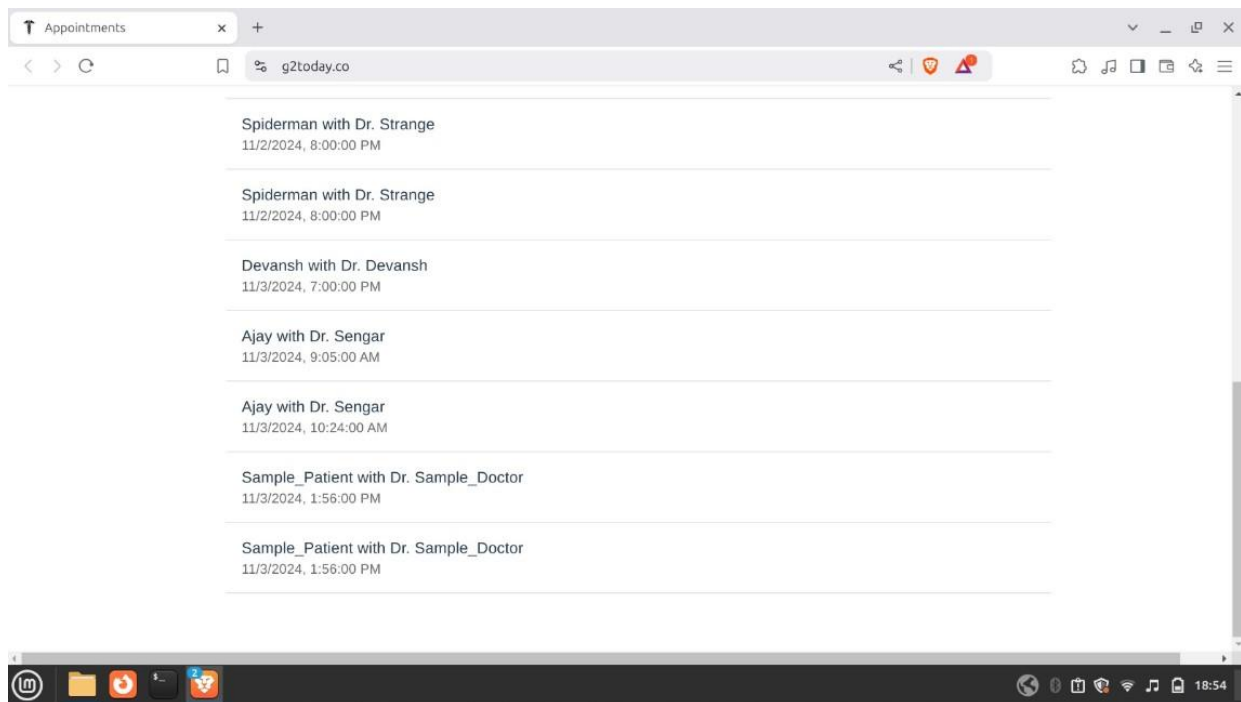 Appointments
g2today.co
Spiderman with Dr. Strange
11/2/2024, 8:00:00 PM
Spiderman with Dr. Strange
11/2/2024, 8:00:00 PM
Devansh with Dr. Devansh
11/3/2024, 7:00:00 PM
Ajay with Dr. Sengar
11/3/2024, 9:05:00 AM
Ajay with Dr. Sengar
11/3/2024, 10:24:00 AM
Sample_Patient with Dr. Sample_Doctor
11/3/2024, 1:56:00 PM
Sample_Patient with Dr. Sample_Doctor
11/3/2024, 1:56:00 PM
$_ 2 18:54